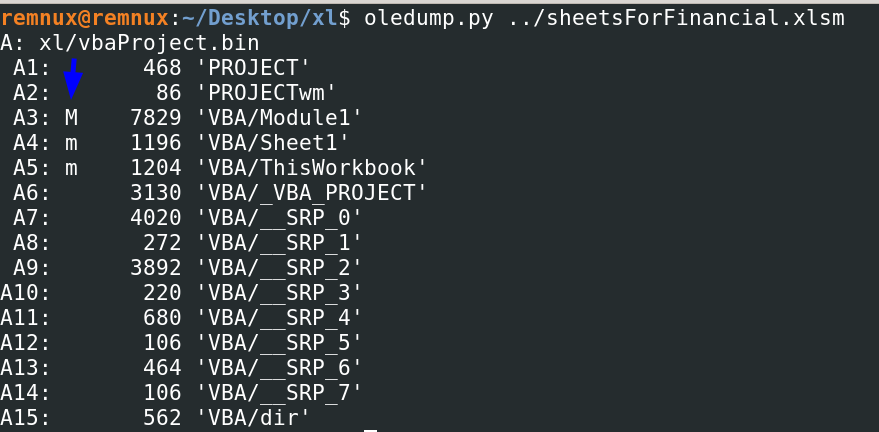 remnux@remnux:~/Desktop/xl$ oledump.py ../sheetsForFinancial.xlsm
A: xl/vbaProject.bin
 A1:       468 'PROJECT'
 A2:        86 'PROJECTwm'
 A3: M    7829 'VBA/Module1'
 A4: m    1196 'VBA/Sheet1'
 A5: m    1204 'VBA/ThisWorkbook'
 A6:      3130 'VBA/_VBA_PROJECT'
 A7:      4020 'VBA/__SRP_0'
 A8:       272 'VBA/__SRP_1'
 A9:      3892 'VBA/__SRP_2'
A10:       220 'VBA/__SRP_3'
A11:       680 'VBA/__SRP_4'
A12:       106 'VBA/__SRP_5'
A13:       464 'VBA/__SRP_6'
A14:       106 'VBA/__SRP_7'
A15:       562 'VBA/dir'